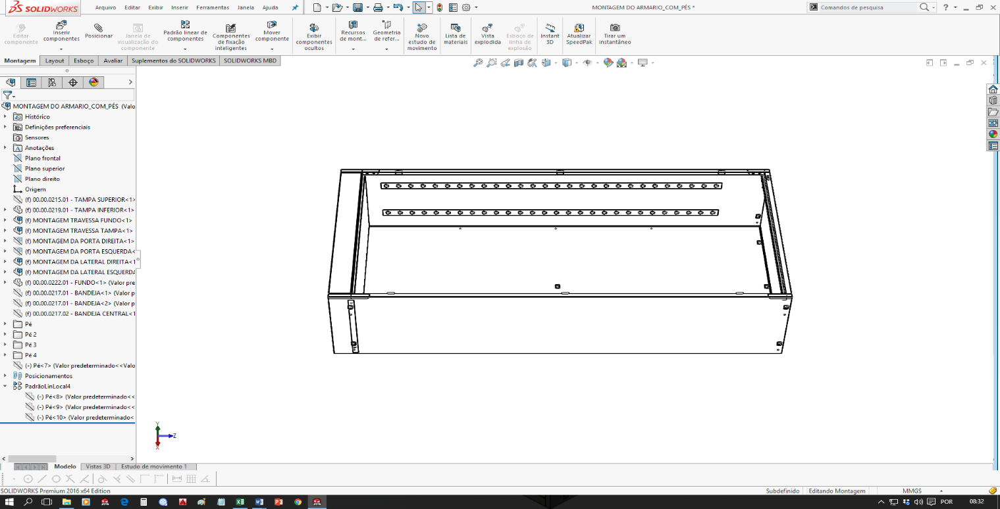 SOLIDWORKS
Arquivo Editar Exibir Inserir Ferramentas Janela Ajuda
MONTAGEM DO ARMARIO_COM_PÉS *
Comandos de pesquisa
?
Editar componente
Inserir componentes
Posicionar
Janela de visualização do componente
Padrão linear de componentes
Componentes de fixação inteligentes
Mover componente
Exibir componentes ocultos
Recursos de mont...
Geometria de refer...
Novo estudo de movimento
Lista de materiais
Vista explodida
Esboço de linha de explosão
Instant 3D
Atualizar SpeedPak
Tirar um instantâneo
Montagem Layout Esboço Avaliar Suplementos do SOLIDWORKS SOLIDWORKS MBD
MONTAGEM DO ARMARIO_COM_PÉS (Valo
Histórico
Definições preferenciais
Sensores
Anotações
Plano frontal
Plano superior
Plano direito
Origem
(f) 00.00.0215.01 - TAMPA SUPERIOR<1>
(f) 00.00.0219.01 - TAMPA INFERIOR<1>
(f) MONTAGEM TRAVESSA FUNDO<1>
(f) MONTAGEM TRAVESSA TAMPA<1>
(f) MONTAGEM DA PORTA DIREITA<1>
(f) MONTAGEM DA PORTA ESQUERDA<
(f) MONTAGEM DA LATERAL DIREITA<1
(f) MONTAGEM DA LATERAL ESQUERDA
(f) 00.00.0222.01 - FUNDO<1> (Valor pre
(f) 00.00.0217.01 - BANDEJA<1> (Valor p
(f) 00.00.0217.01 - BANDEJA<2> (Valor p
(f) 00.00.0217.02 - BANDEJA CENTRAL<1
Pé
Pé 2
Pé 3
Pé 4
(-) Pé<7> (Valor predeterminado<<Valo
Posicionamentos
PadrãoLinLocal4
(-) Pé<8> (Valor predeterminado<<
(-) Pé<9> (Valor predeterminado<<
(-) Pé<10> (Valor predeterminado<
Y
Z
X
Modelo Vistas 3D Estudo de movimento 1
SOLIDWORKS Premium 2016 x64 Edition
Subdefinido Editando Montagem MMGS
POR 08:32